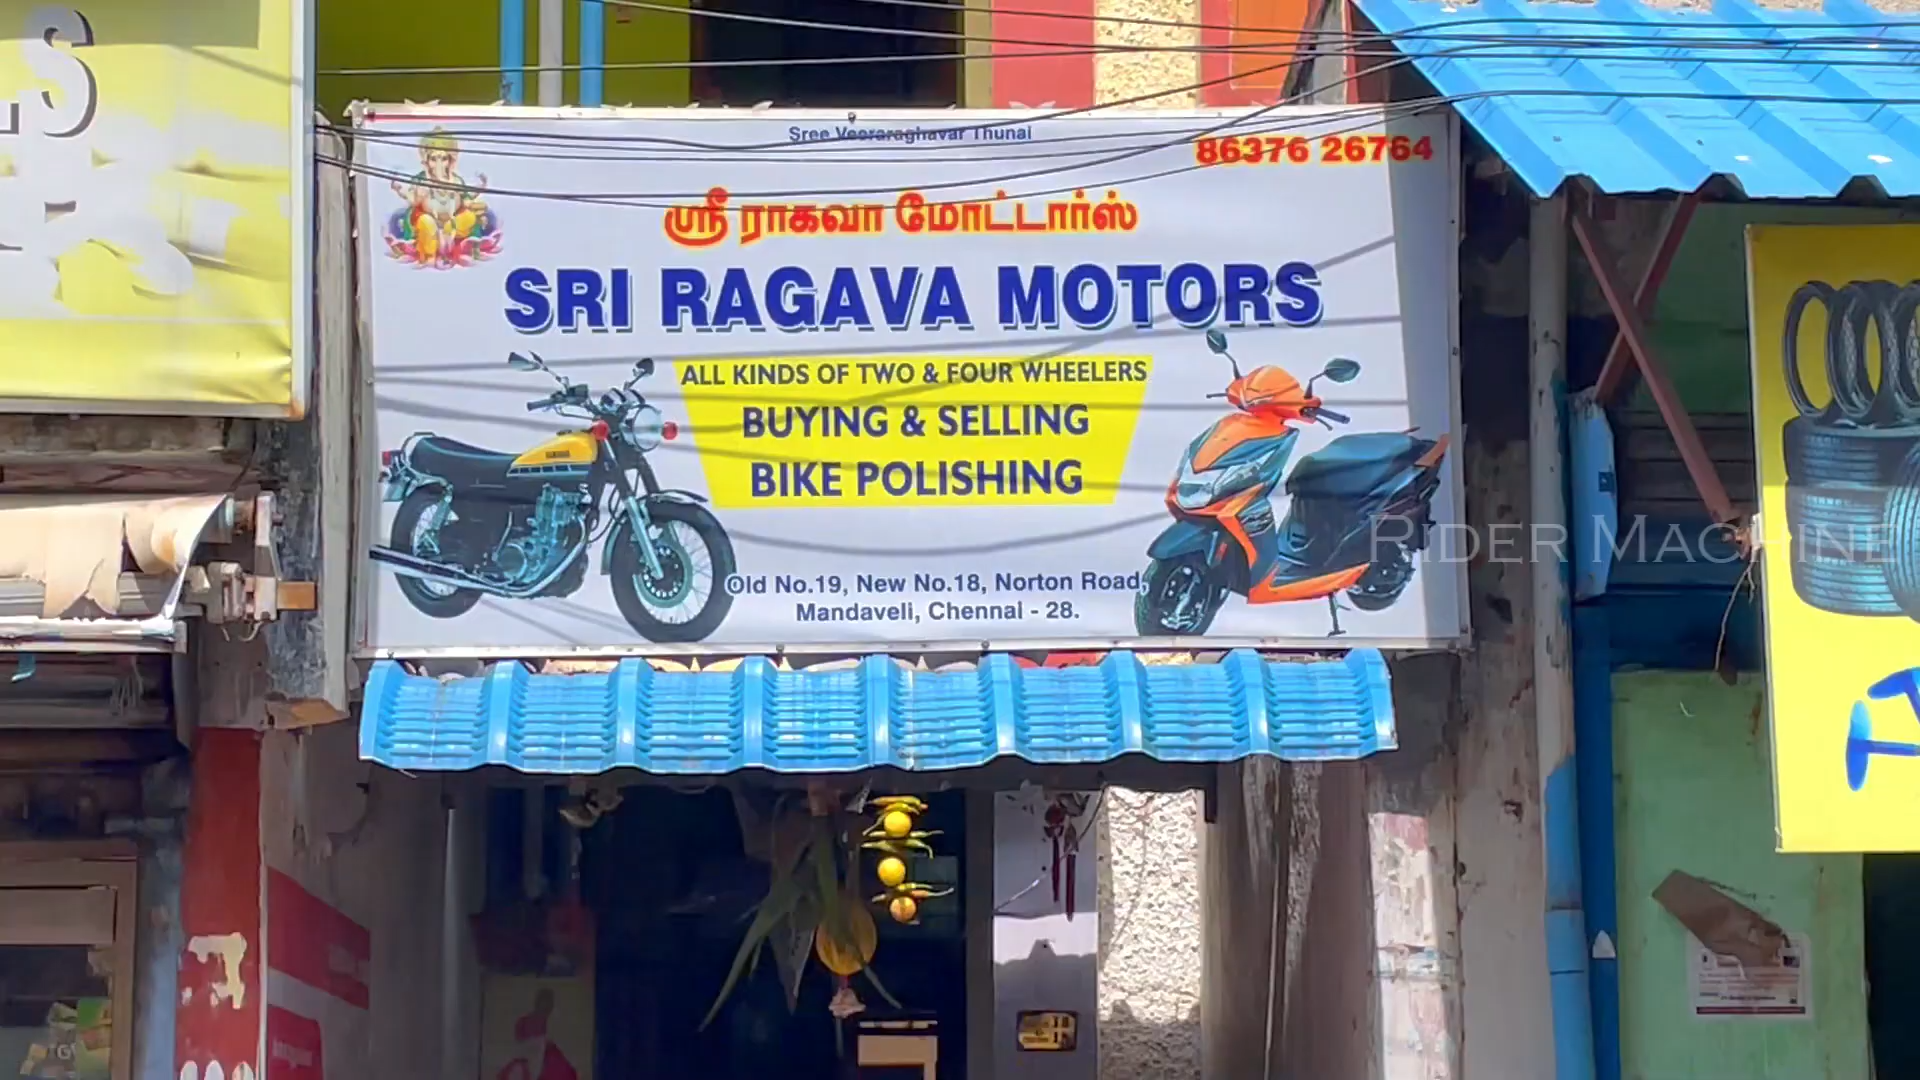 Sree Veeraraghavar Thunai
86376 26764
ஸ்ரீ ராகவா மோட்டார்ஸ்
SRI RAGAVA MOTORS
ALL KINDS OF TWO & FOUR WHEELERS
BUYING & SELLING
BIKE POLISHING
YAMAHA
Old No.19, New No.18, Norton Road,
Mandaveli, Chennai - 28.
RIDER MACHINE